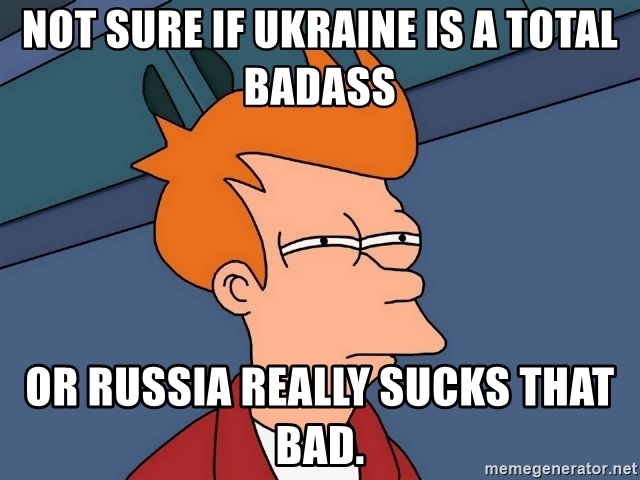 NOT SURE IF UKRAINE IS A TOTAL
BADASS
OR RUSSIA REALLY SUCKS THAT
BAD.
memegenerator.net